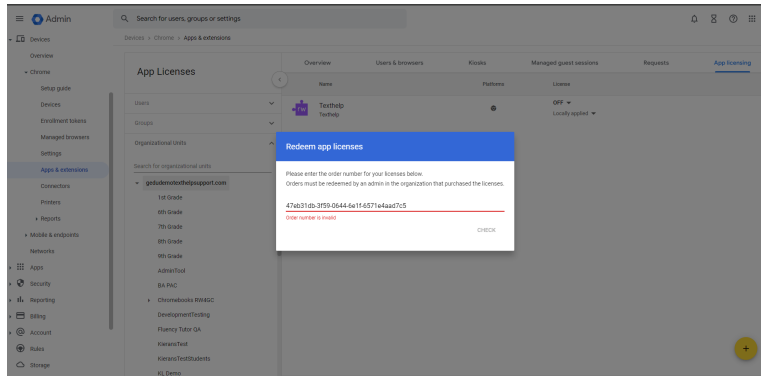 Admin
Search for users, groups or settings
Devices
Devices > Chrome > Apps & extensions
Overview
Chrome
Setup guide
Devices
Enrollment tokens
Managed browsers
Settings
Apps & extensions
Connectors
Printers
Reports
Mobile & endpoints
Networks
Apps
Security
Reporting
Billing
Account
Rules
Storage
App Licenses
Users
Groups
Organizational Units
Search for organizational units
gedudemotexthelpsupport.com
1st Grade
6th Grade
7th Grade
8th Grade
9th Grade
AdminTool
BA PAC
Chromebooks RW4GC
DevelopmentTesting
Fluency Tutor QA
KieransTest
KieransTestStudents
KL Demo
Overview Users & browsers Kiosks Managed guest sessions Requests App licensing
Name Platforms License
rw
Texthelp
Texthelp
OFF
Locally applied
Redeem app licenses
Please enter the order number for your licenses below.
Orders must be redeemed by an admin in the organization that purchased the licenses.
47eb31db-3f59-0644-6e1f-6571e4aad7c5
Order number is invalid
CHECK